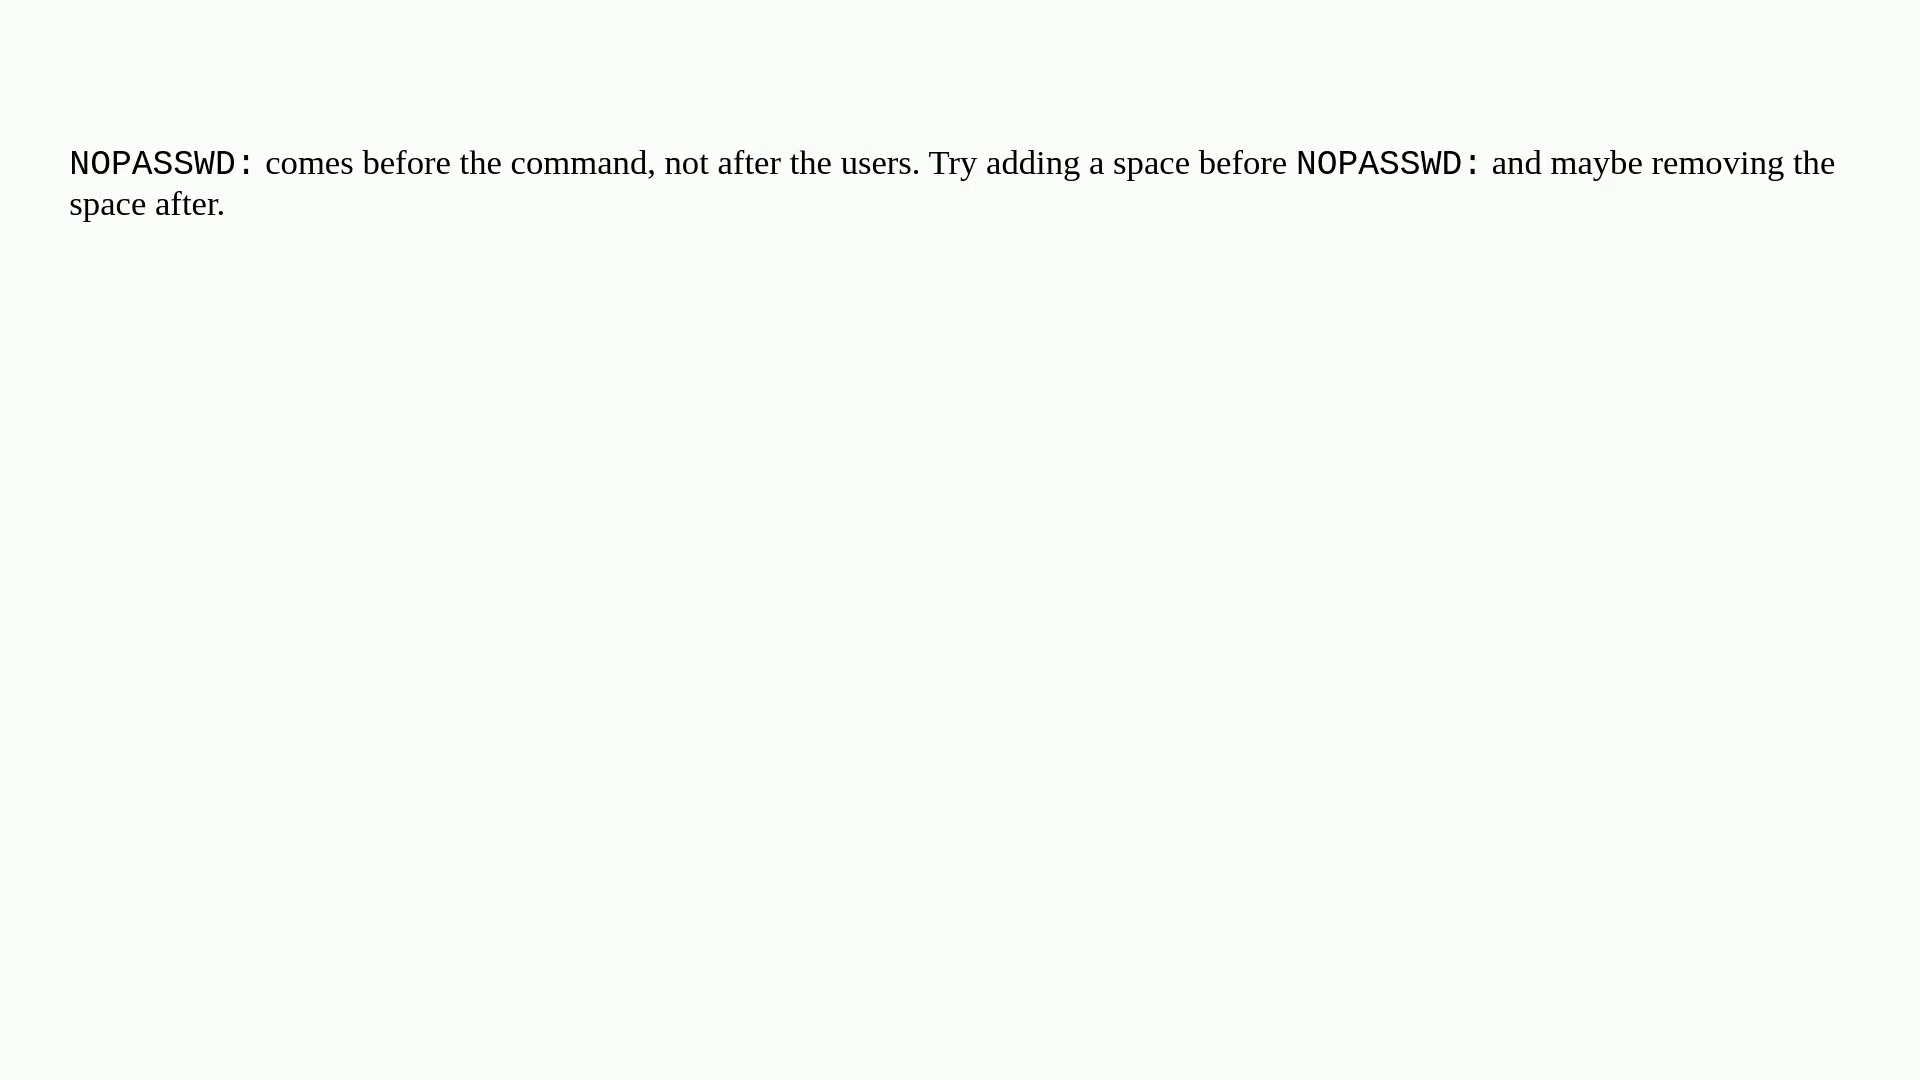 NOPASSWD: comes before the command, not after the users. Try adding a space before NOPASSWD: and maybe removing the
space after.